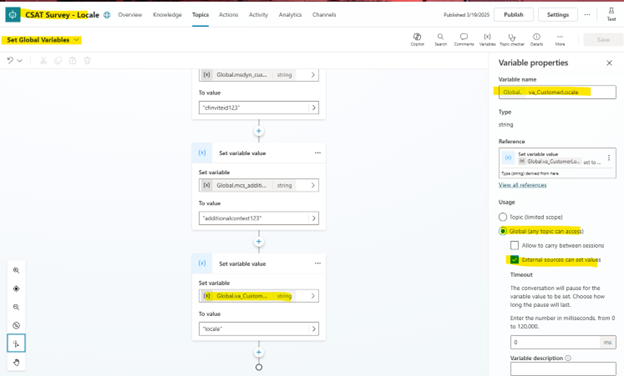 CSAT Survey - Locale
Overview
Knowledge
Topics
Actions
Activity
Analytics
Channels
Published 3/19/2025
Publish
Settings
...
Test
Set Global Variables
Copilot
Search
Comments
Variables
Topic checker
Details
More
Save
Global.msdyn_cus...
string
To value
"cfinviteid123"
Set variable value
...
Set variable
Global.mcs_additi...
string
To value
"additionalcontext123"
Set variable value
...
Set variable
Global.va_Custom...
string
To value
"locale"
Variable properties
Variable name
Global. va_CustomerLocale
Type
string
Reference
Set variable value
Global.va_CustomerLo... set to ...
Type (string) derived from here.
View all references
Usage
Topic (limited scope)
Global (any topic can access)
Allow to carry between sessions
External sources can set values
Timeout
The conversation will pause for the
variable value to be set. Choose how
long the pause will last.
Enter the number in milliseconds, from 0
to 120,000.
0
ms
Variable description